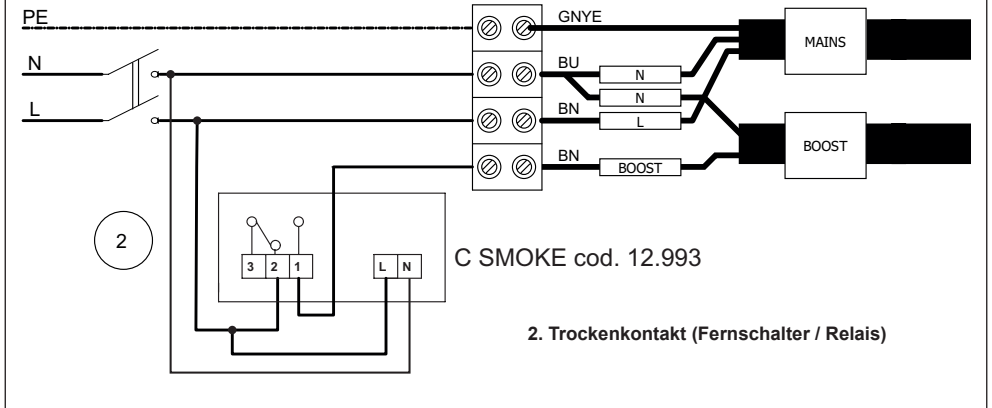 PE
GNYE
MAINS
N
BU
N
N
L
BN
L
BOOST
BN
BOOST
2
3 2 1
L N
C SMOKE cod. 12.993
2. Trockenkontakt (Fernschalter / Relais)